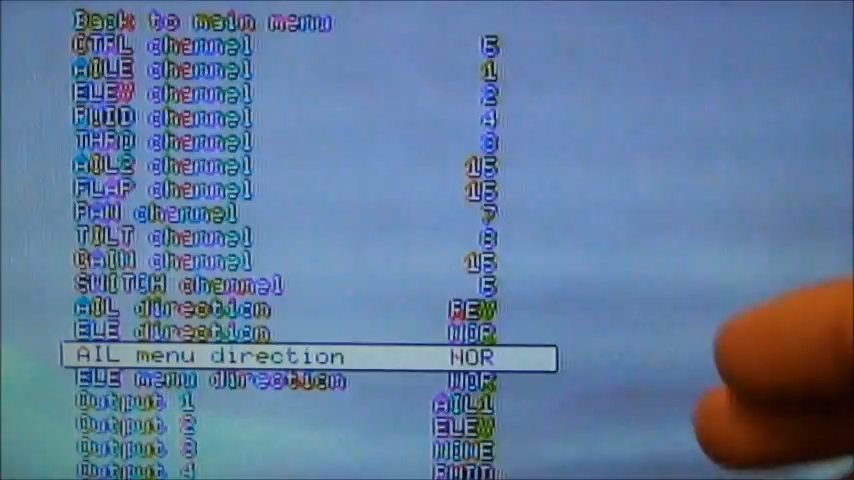 Back to main menu
CTRL channel 5
AILE channel 1
ELEV channel 2
RUDD channel 4
THRO channel 3
AIL2 channel 15
FLAP channel 15
PAN channel 7
TILT channel 8
GAIN channel 15
SWITCH channel 5
AIL direction REV
ELE direction NOR
AIL menu direction NOR
ELE menu direction NOR
Output 1 AIL1
Output 2 ELEV
Output 3 NONE
Output 4 RUDD